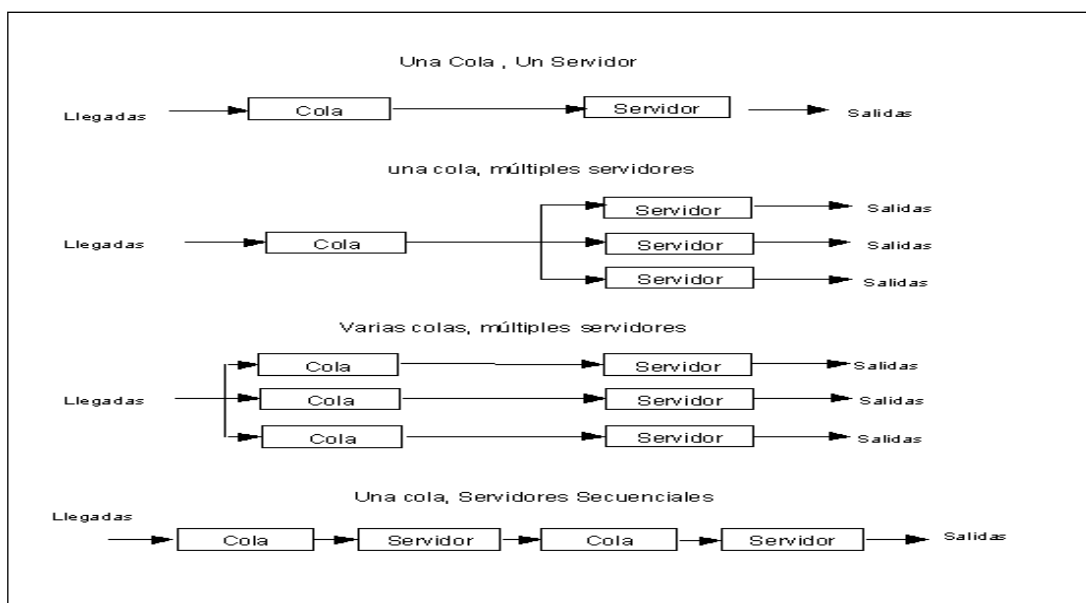 Una Cola , Un Servidor
Llegadas
Cola
Servidor
Salidas
una cola, múltiples servidores
Llegadas
Cola
Servidor
Salidas
Servidor
Salidas
Servidor
Salidas
Varias colas, múltiples servidores
Llegadas
Cola
Servidor
Salidas
Cola
Servidor
Salidas
Cola
Servidor
Salidas
Una cola, Servidores Secuenciales
Llegadas
Cola
Servidor
Cola
Servidor
Salidas